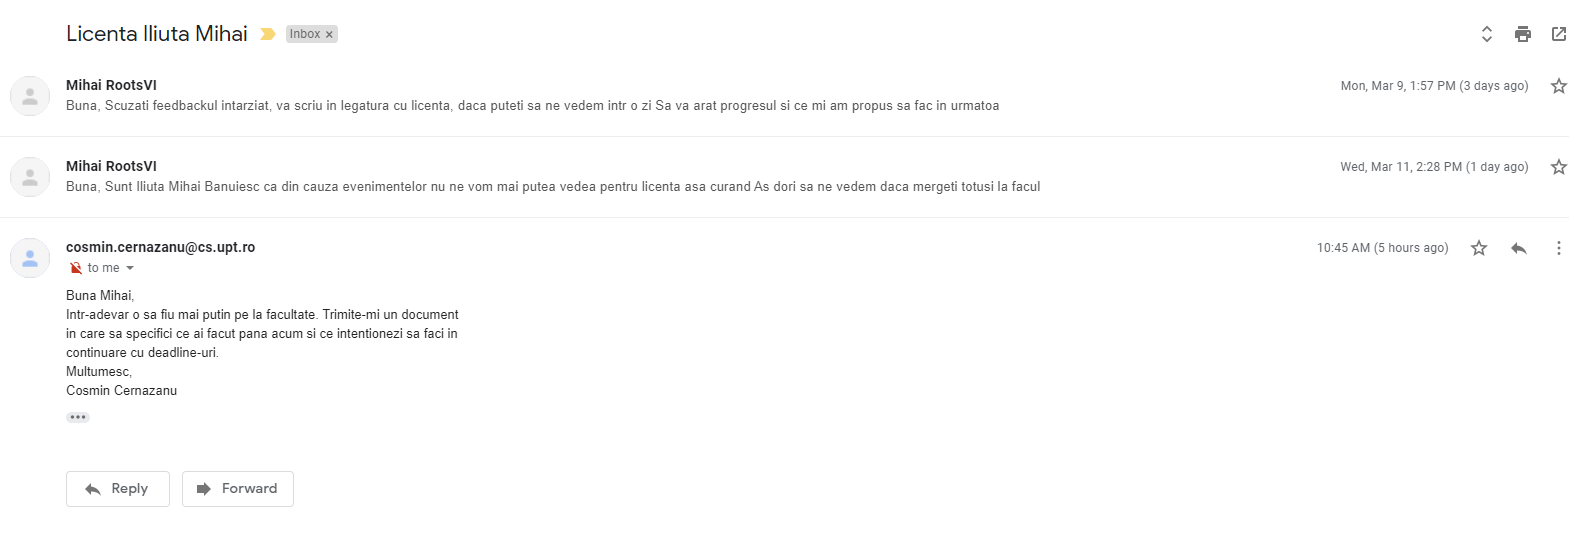 Licenta Iliuta Mihai
Inbox ×
Mihai RootsVI
Mon, Mar 9, 1:57 PM (3 days ago)
Buna, Scuzati feedbackul intarziat, va scriu in legatura cu licenta, daca puteti sa ne vedem intr o zi Sa va arat progresul si ce mi am propus sa fac in urmatoa
Mihai RootsVI
Wed, Mar 11, 2:28 PM (1 day ago)
Buna, Sunt Iliuta Mihai Banuiesc ca din cauza evenimentelor nu ne vom mai putea vedea pentru licenta asa curand As dori sa ne vedem daca mergeti totusi la facul
cosmin.cernazanu@cs.upt.ro
10:45 AM (5 hours ago)
to me
Buna Mihai,
Intr-adevar o sa fiu mai putin pe la facultate. Trimite-mi un document
in care sa specifici ce ai facut pana acum si ce intentionezi sa faci in
continuare cu deadline-uri.
Multumesc,
Cosmin Cernazanu
Reply
Forward